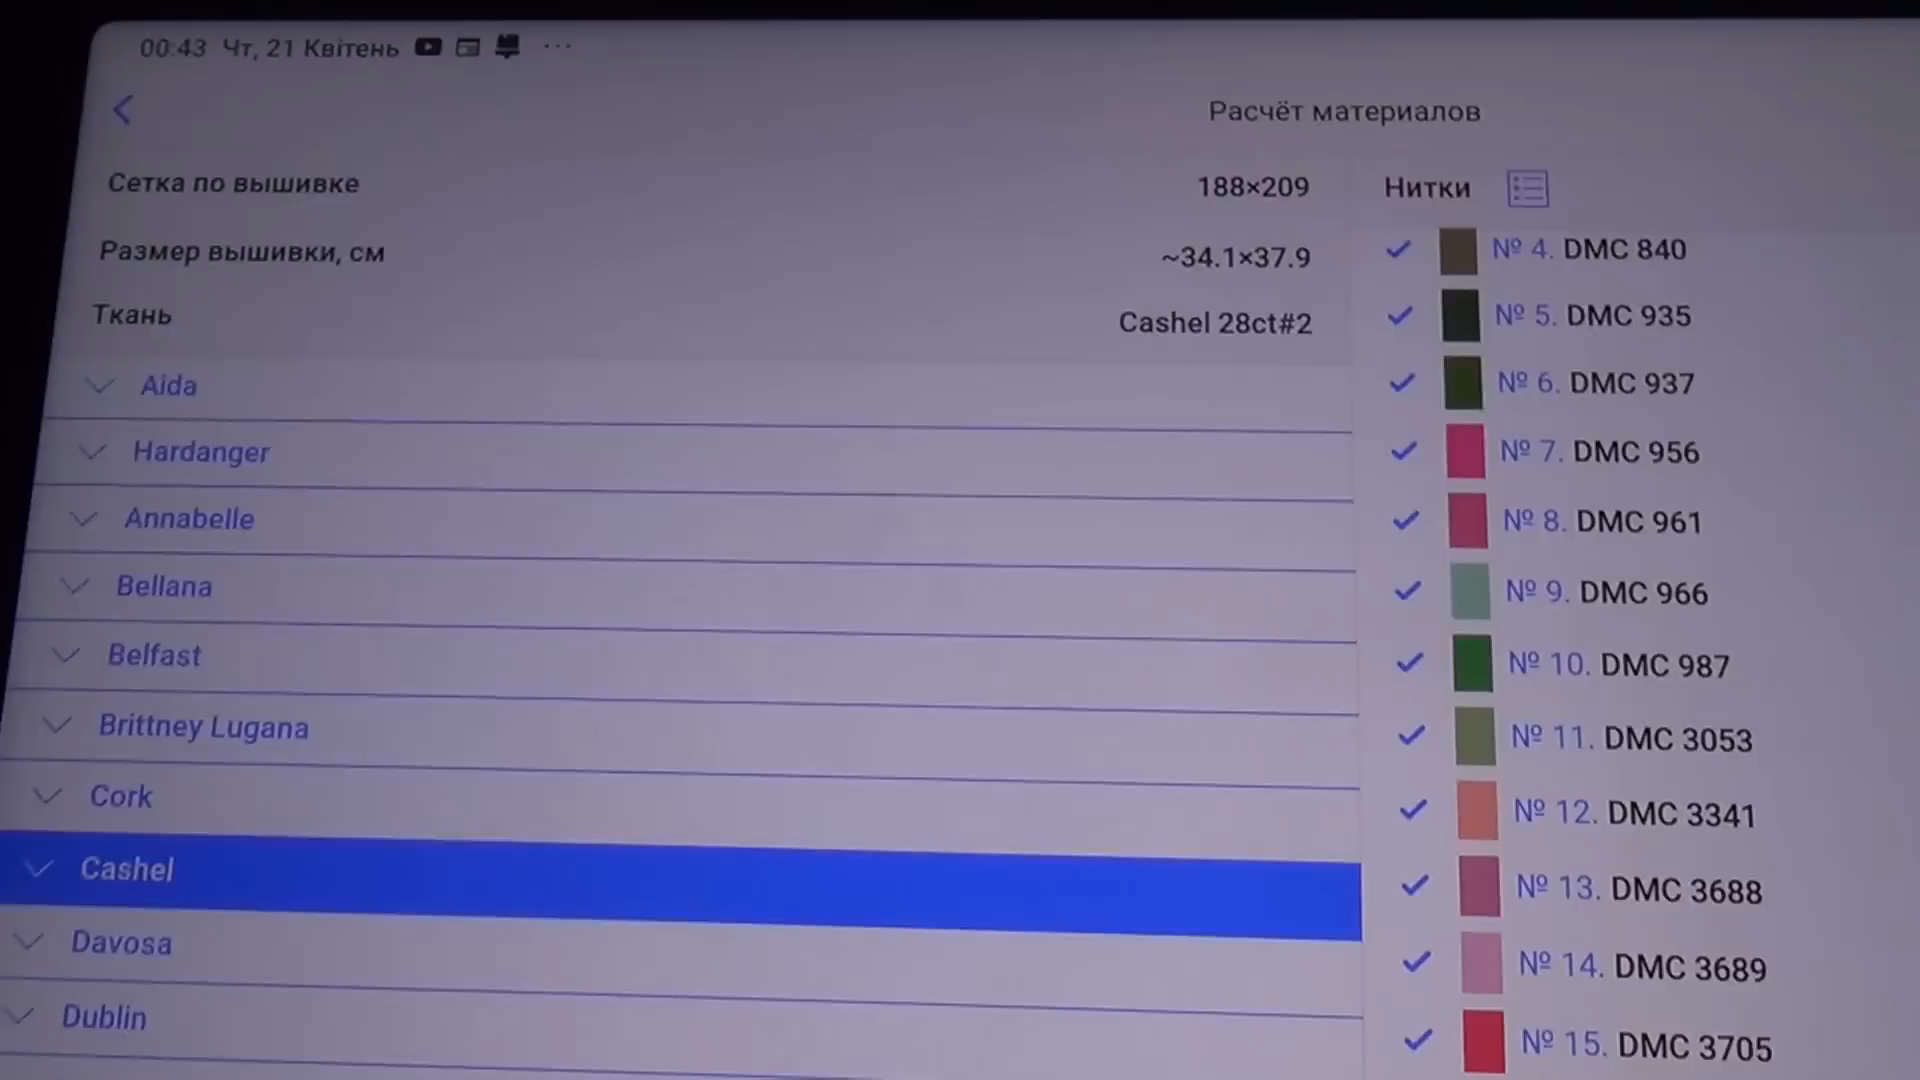 00:43 Чт, 21 Квітень ...
Расчёт материалов
Сетка по вышивке 188×209
Размер вышивки, см ~34.1×37.9
Ткань Cashel 28ct#2
Aida
Hardanger
Annabelle
Bellana
Belfast
Brittney Lugana
Cork
Cashel
Davosa
Dublin
Нитки
№ 4. DMC 840
№ 5. DMC 935
№ 6. DMC 937
№ 7. DMC 956
№ 8. DMC 961
№ 9. DMC 966
№ 10. DMC 987
№ 11. DMC 3053
№ 12. DMC 3341
№ 13. DMC 3688
№ 14. DMC 3689
№ 15. DMC 3705